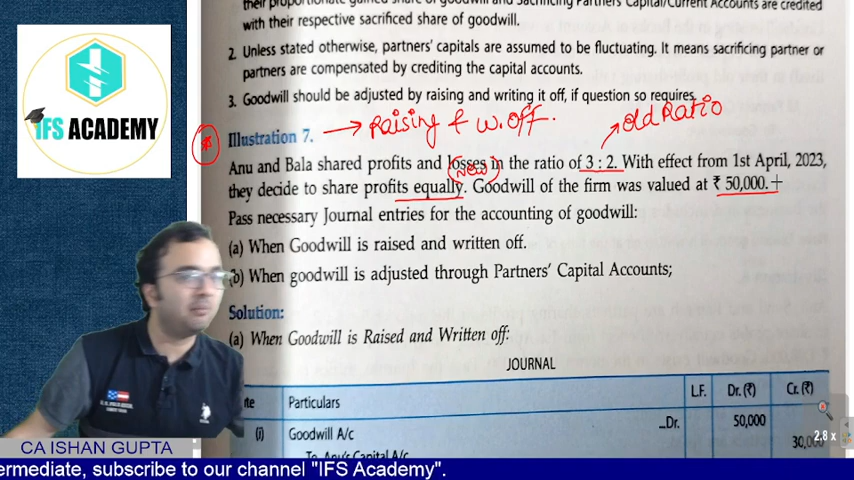 their proportionate gained share of goodwill and Sacrificing Partners Capital/Current Accounts are credited
with their respective sacrificed share of goodwill.
2. Unless stated otherwise, partners' capitals are assumed to be fluctuating. It means sacrificing partner or
partners are compensated by crediting the capital accounts.
3. Goodwill should be adjusted by raising and writing it off, if question so requires.
IFS ACADEMY
Illustration 7. → Raising & W.off. old Ratio
Anu and Bala shared profits and losses in the ratio of 3 : 2. With effect from 1st April, 2023,
(New)
they decide to share profits equally. Goodwill of the firm was valued at ₹ 50,000.
Pass necessary Journal entries for the accounting of goodwill:
(a) When Goodwill is raised and written off.
(b) When goodwill is adjusted through Partners' Capital Accounts;
Solution:
(a) When Goodwill is Raised and Written off:
JOURNAL
Particulars L.F. Dr.(₹) Cr.(₹)
(i) Goodwill A/c ...Dr. 50,000
To Anu's Capital A/c 30,000
2.8 x
CA ISHAN GUPTA
ermediate, subscribe to our channel "IFS Academy".